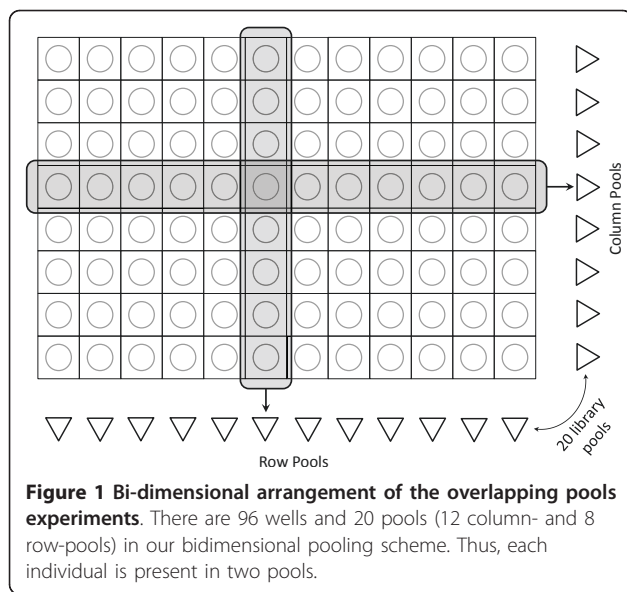 Column Pools
20 library
pools
Row Pools
Figure 1 Bi-dimensional arrangement of the overlapping pools
experiments. There are 96 wells and 20 pools (12 column- and 8
row-pools) in our bidimensional pooling scheme. Thus, each
individual is present in two pools.